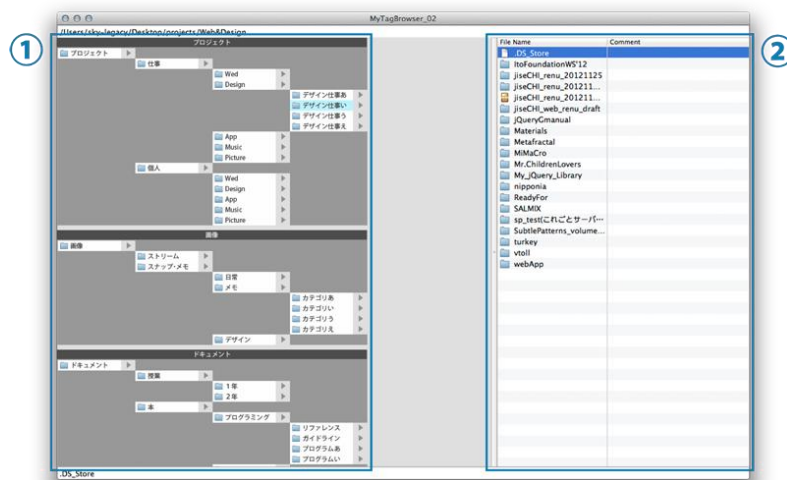 MyTagBrowser_02
/Users/sky-legacy/Desktop/projects/Web&Design
①
プロジェクト
プロジェクト
仕事
Wed
Design
デザイン仕事あ
デザイン仕事い
デザイン仕事う
デザイン仕事え
App
Music
Picture
個人
Wed
Design
App
Music
Picture
画像
画像
ストリーム
スナップ・メモ
日常
メモ
カテゴリあ
カテゴリい
カテゴリう
カテゴリえ
デザイン
ドキュメント
ドキュメント
授業
1年
2年
本
プログラミング
リファレンス
ガイドライン
プログラムあ
プログラムい
②
File Name Comment
.DS_Store
ItoFoundationWS'12
jiseCHI_renu_20121125
jiseCHI_renu_201211...
jiseCHI_renu_201211...
jiseCHI_web_renu_draft
jQueryGmanual
Materials
Metafractal
MiMaCro
Mr.ChildrenLovers
My_jQuery_Library
nipponia
ReadyFor
SALMIX
sp_test(これごとサーバ…
SubtlePatterns_volume...
turkey
vtoll
webApp
.DS_Store